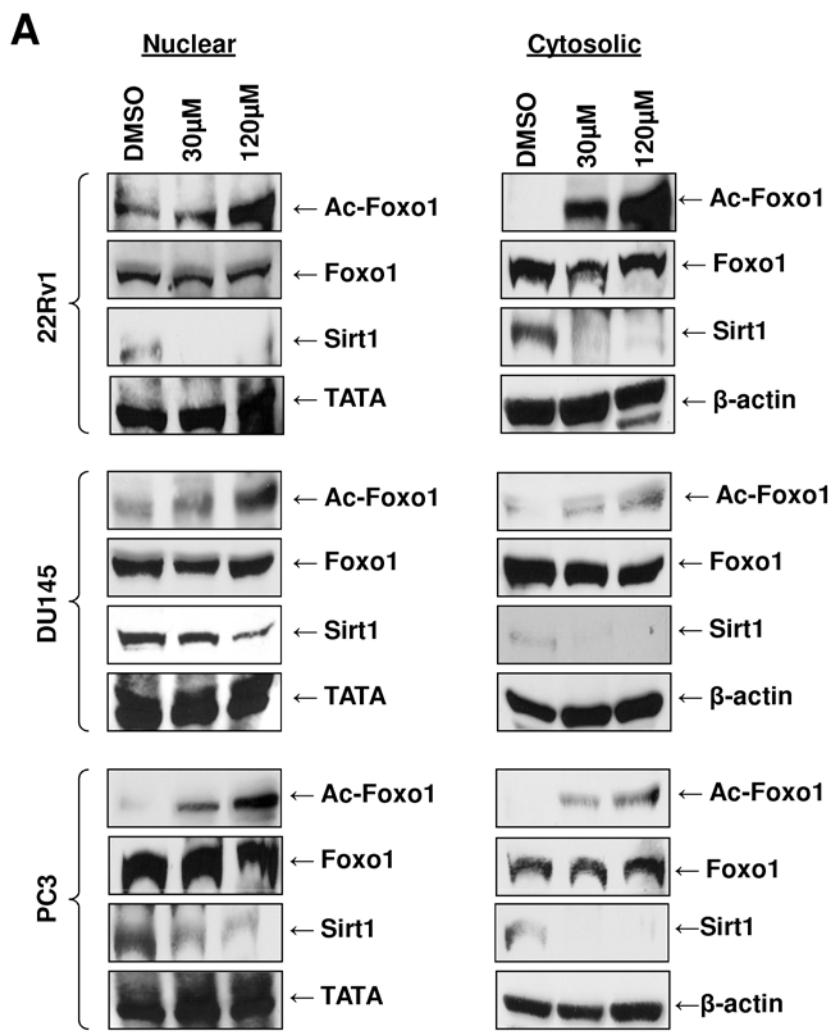 A
Nuclear
Cytosolic
DMSO
30µM
120µM
DMSO
30µM
120µM
22Rv1
← Ac-Foxo1
← Ac-Foxo1
← Foxo1
← Foxo1
← Sirt1
← Sirt1
← TATA
← β-actin
DU145
← Ac-Foxo1
← Ac-Foxo1
← Foxo1
← Foxo1
← Sirt1
← Sirt1
← TATA
← β-actin
PC3
← Ac-Foxo1
← Ac-Foxo1
← Foxo1
← Foxo1
← Sirt1
←Sirt1
← TATA
←β-actin